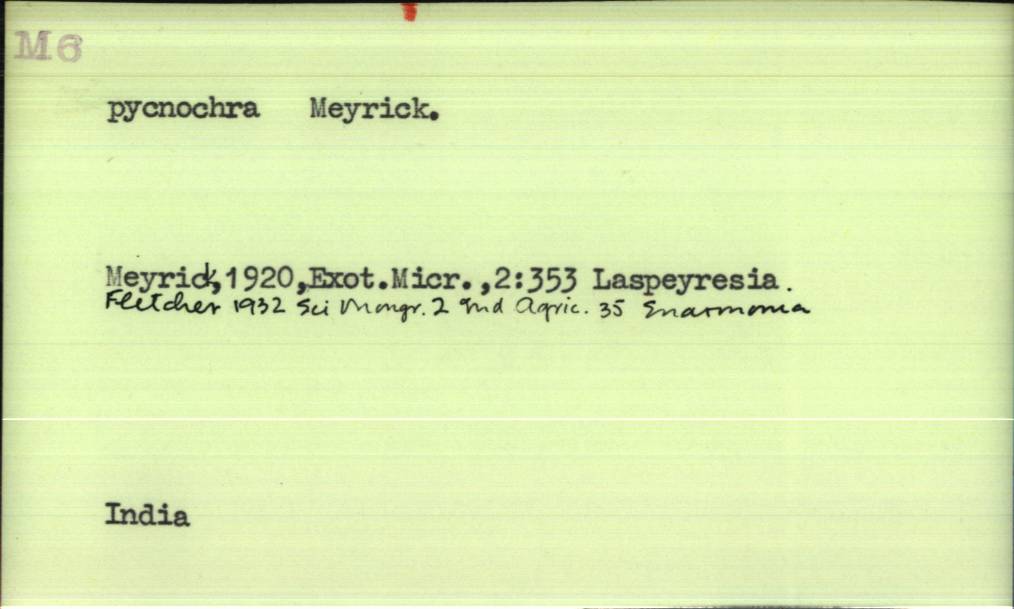 M6
pycnochra Meyrick.
Meyrick,1920,Exot.Micr.,2:353 Laspeyresia.
Fletcher 1932 Sci Mongr. 2 Ind Agric. 35 Enarmonia
India